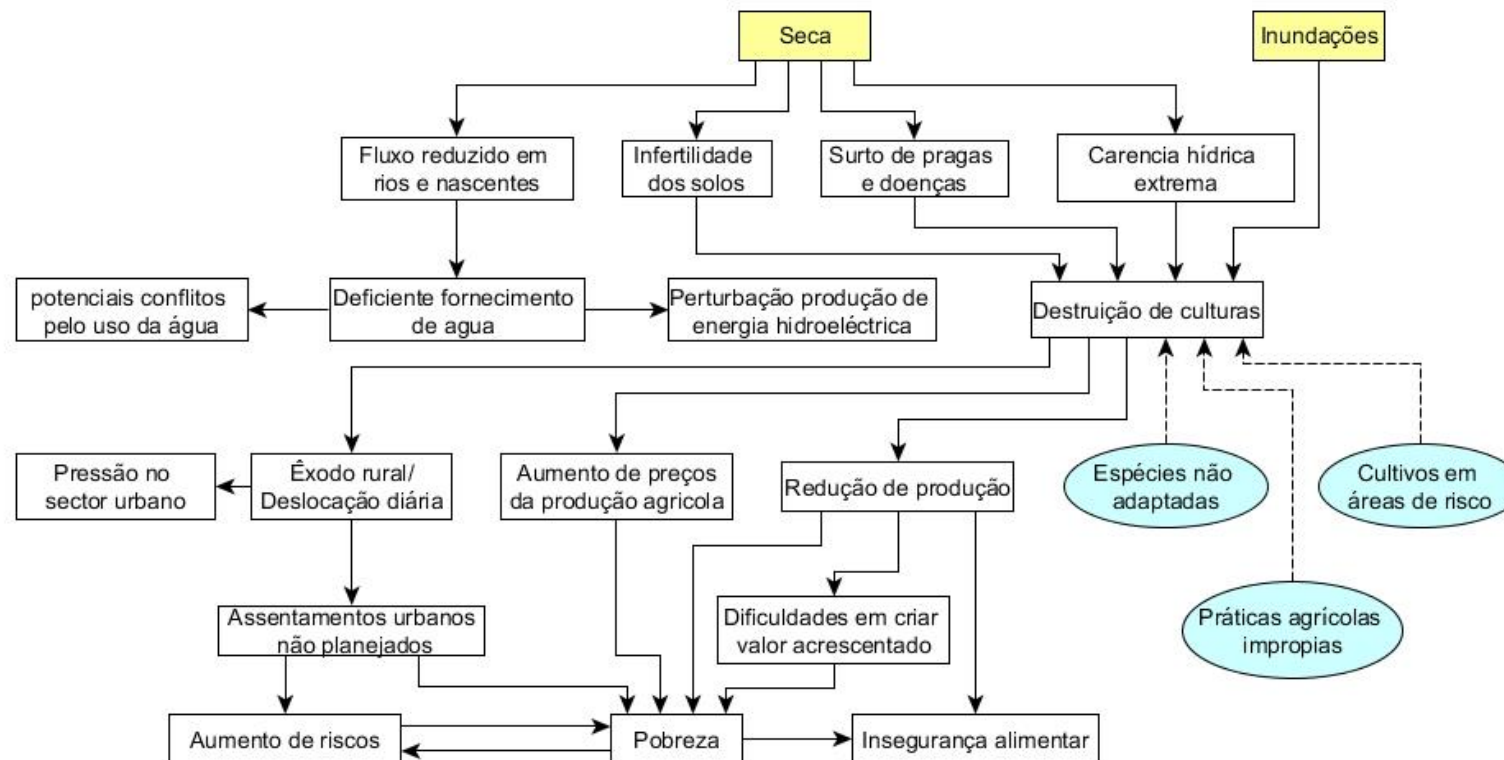 Seca
Inundações
Fluxo reduzido em
rios e nascentes
Infertilidade
dos solos
Surto de pragas
e doenças
Carencia hídrica
extrema
potenciais conflitos
pelo uso da água
Deficiente fornecimento
de agua
Perturbação produção de
energia hidroeléctrica
Destruição de culturas
Pressão no
sector urbano
Êxodo rural/
Deslocação diária
Aumento de preços
da produção agricola
Redução de produção
Espécies não
adaptadas
Cultivos em
áreas de risco
Assentamentos urbanos
não planejados
Dificuldades em criar
valor acrescentado
Práticas agrícolas
impropias
Aumento de riscos
Pobreza
Insegurança alimentar